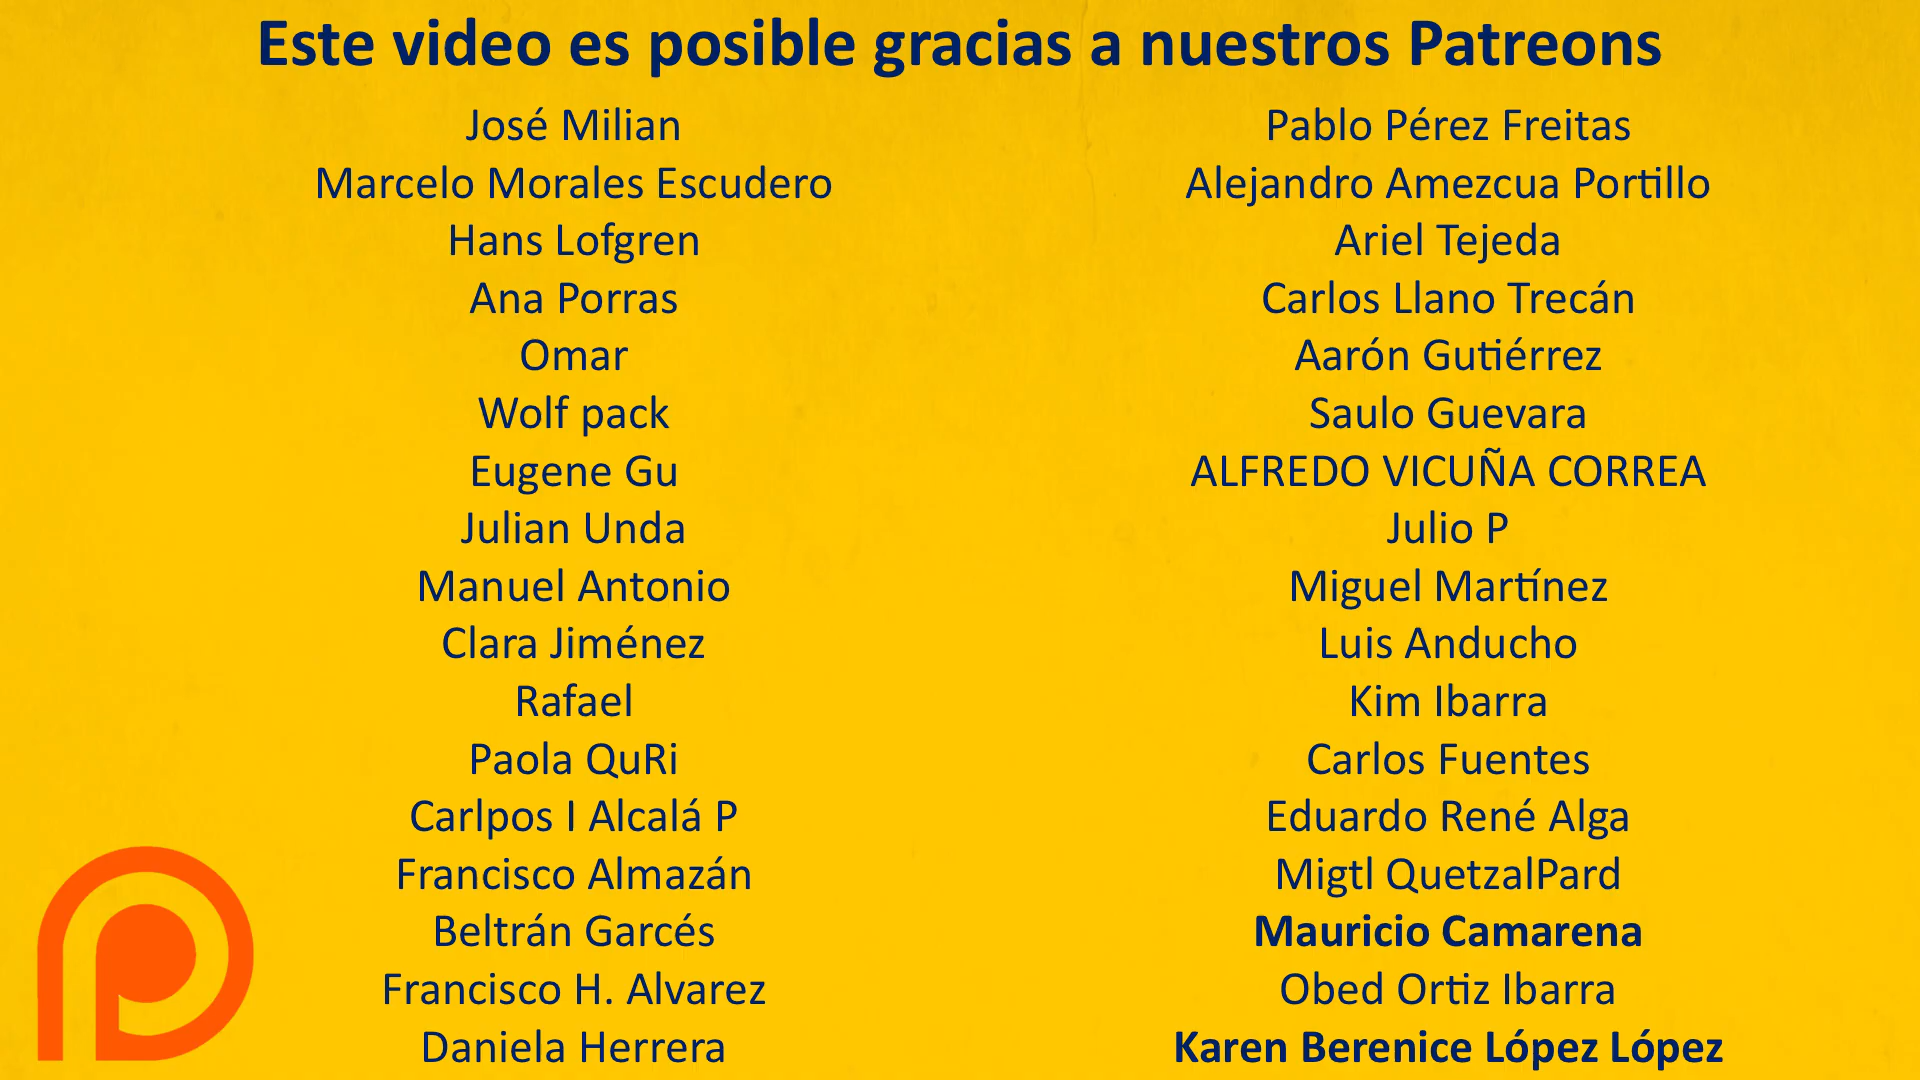 Este video es posible gracias a nuestros Patreons
José Milian
Marcelo Morales Escudero
Hans Lofgren
Ana Porras
Omar
Wolf pack
Eugene Gu
Julian Unda
Manuel Antonio
Clara Jiménez
Rafael
Paola QuRi
Carlpos I Alcalá P
Francisco Almazán
Beltrán Garcés
Francisco H. Alvarez
Daniela Herrera
Pablo Pérez Freitas
Alejandro Amezcua Portillo
Ariel Tejeda
Carlos Llano Trecán
Aarón Gutiérrez
Saulo Guevara
ALFREDO VICUÑA CORREA
Julio P
Miguel Martínez
Luis Anducho
Kim Ibarra
Carlos Fuentes
Eduardo René Alga
Migtl QuetzalPard
Mauricio Camarena
Obed Ortiz Ibarra
Karen Berenice López López